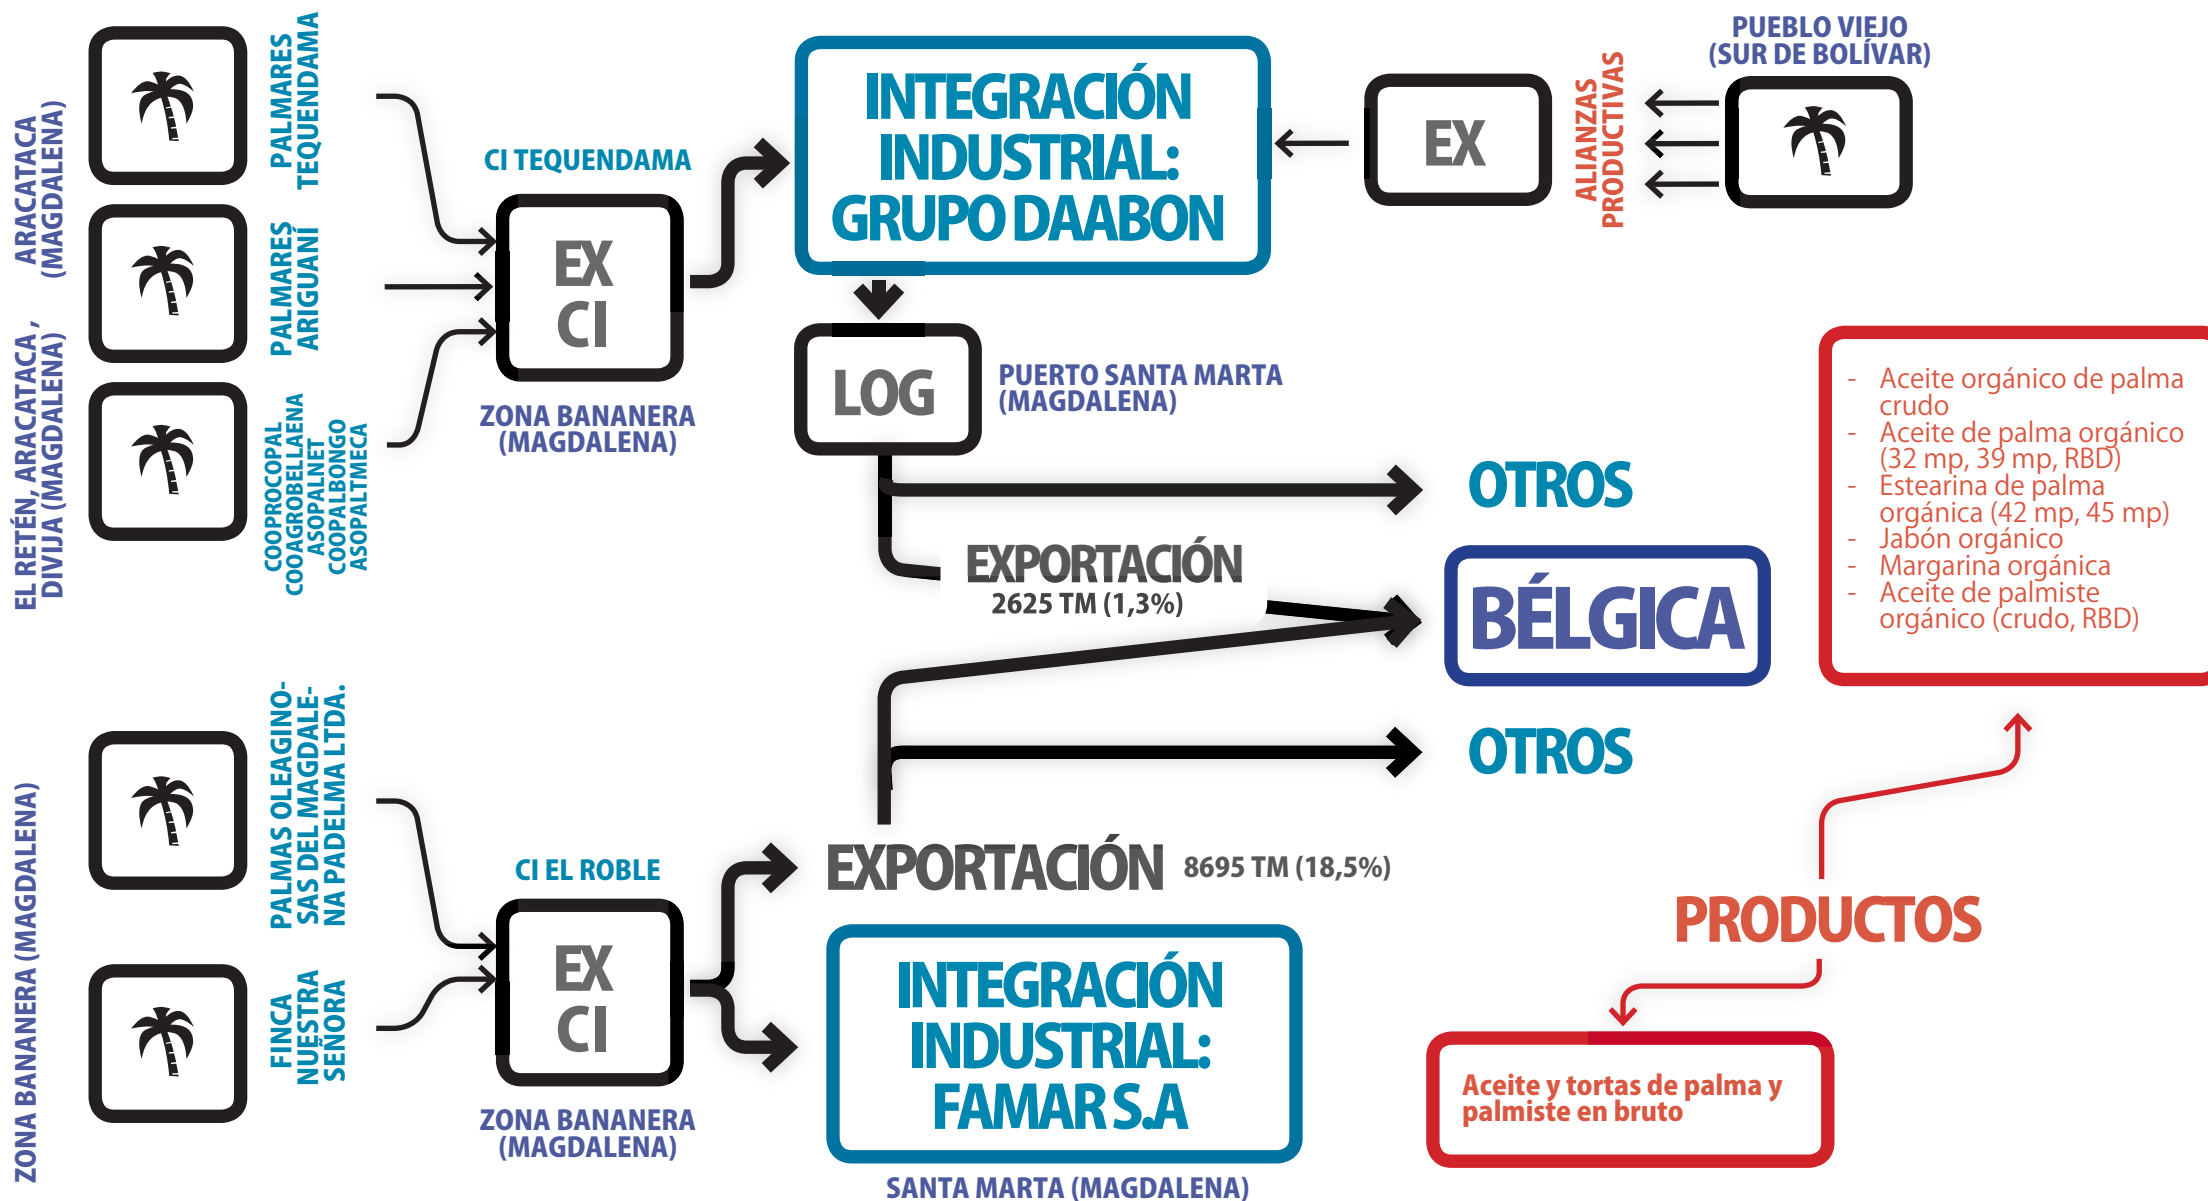 ARACATACA
(MAGDALENA)
PALMARES
TEQUENDAMA
PALMARES
ARIGUANÍ
EL RETÉN, ARACATACA ,
DIVIJA (MAGDALENA)
COOPROCOPAL
COOAGROBELLAENA
ASOPALNET
COOPALBONGO
ASOPALTMECA
CI TEQUENDAMA
EX
CI
ZONA BANANERA
(MAGDALENA)
INTEGRACIÓN
INDUSTRIAL:
GRUPO DAABON
EX
ALIANZAS
PRODUCTIVAS
PUEBLO VIEJO
(SUR DE BOLÍVAR)
LOG
PUERTO SANTA MARTA
(MAGDALENA)
OTROS
EXPORTACIÓN
2625 TM (1,3%)
BÉLGICA
OTROS
- Aceite orgánico de palma
crudo
- Aceite de palma orgánico
(32 mp, 39 mp, RBD)
- Estearina de palma
orgánica (42 mp, 45 mp)
- Jabón orgánico
- Margarina orgánica
- Aceite de palmiste
orgánico (crudo, RBD)
ZONA BANANERA (MAGDALENA)
PALMAS OLEAGINO-
SAS DEL MAGDALE-
NA PADELMA LTDA.
FINCA
NUESTRA
SEÑORA
CI EL ROBLE
EX
CI
ZONA BANANERA
(MAGDALENA)
EXPORTACIÓN 8695 TM (18,5%)
INTEGRACIÓN
INDUSTRIAL:
FAMAR S.A
SANTA MARTA (MAGDALENA)
PRODUCTOS
Aceite y tortas de palma y
palmiste en bruto